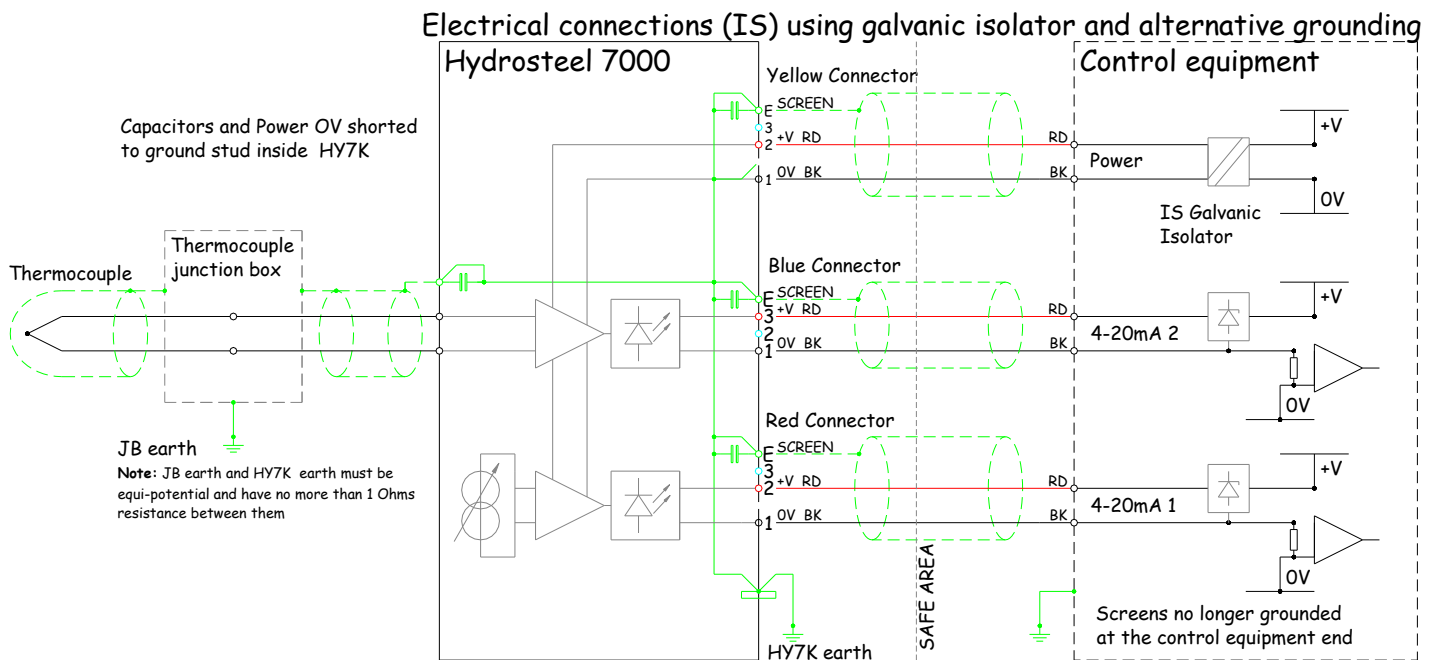 Electrical connections (IS) using galvanic isolator and alternative grounding
Hydrosteel 7000
Control equipment
Capacitors and Power OV shorted
to ground stud inside HY7K
Yellow Connector
E SCREEN
3
2 +V RD
RD
Power
+V
1 0V BK
BK
0V
IS Galvanic
Isolator
Thermocouple
Thermocouple
junction box
Blue Connector
E SCREEN
3 +V RD
RD
+V
2
4-20mA 2
1 0V BK
BK
0V
JB earth
Note: JB earth and HY7K earth must be
equi-potential and have no more than 1 Ohms
resistance between them
Red Connector
E SCREEN
3
2 +V RD
RD
+V
4-20mA 1
1 0V BK
BK
0V
SAFE AREA
HY7K earth
Screens no longer grounded
at the control equipment end